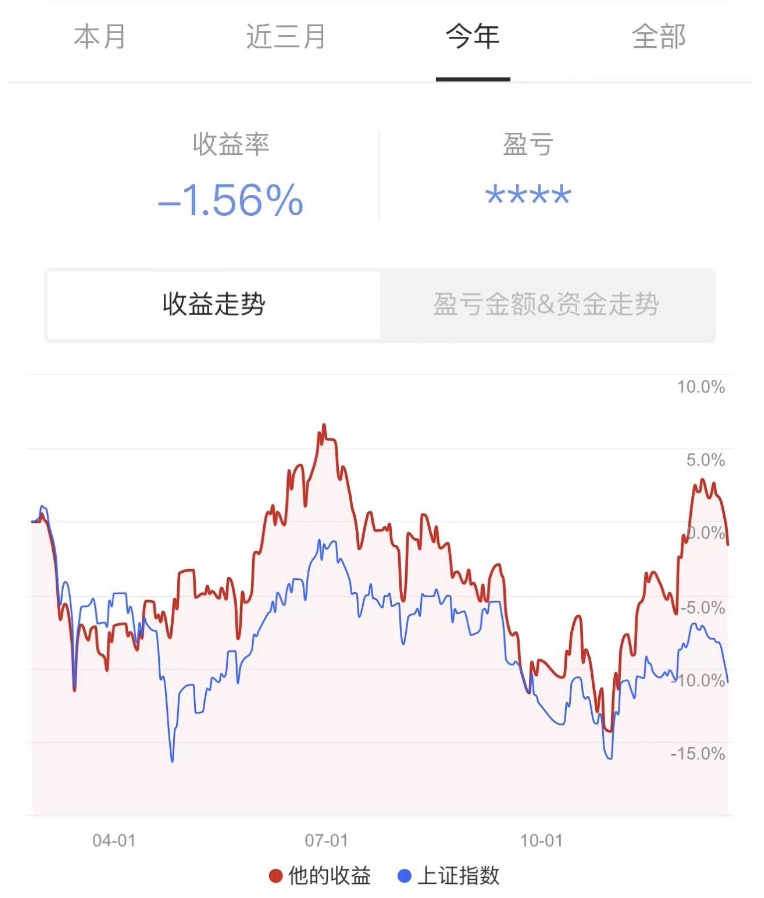 本月 近三月 今年 全部
收益率 盈亏
–1.56% ****
收益走势 盈亏金额&资金走势
10.0%
5.0%
0.0%
-5.0%
-10.0%
-15.0%
04-01 07-01 10-01
他的收益 上证指数